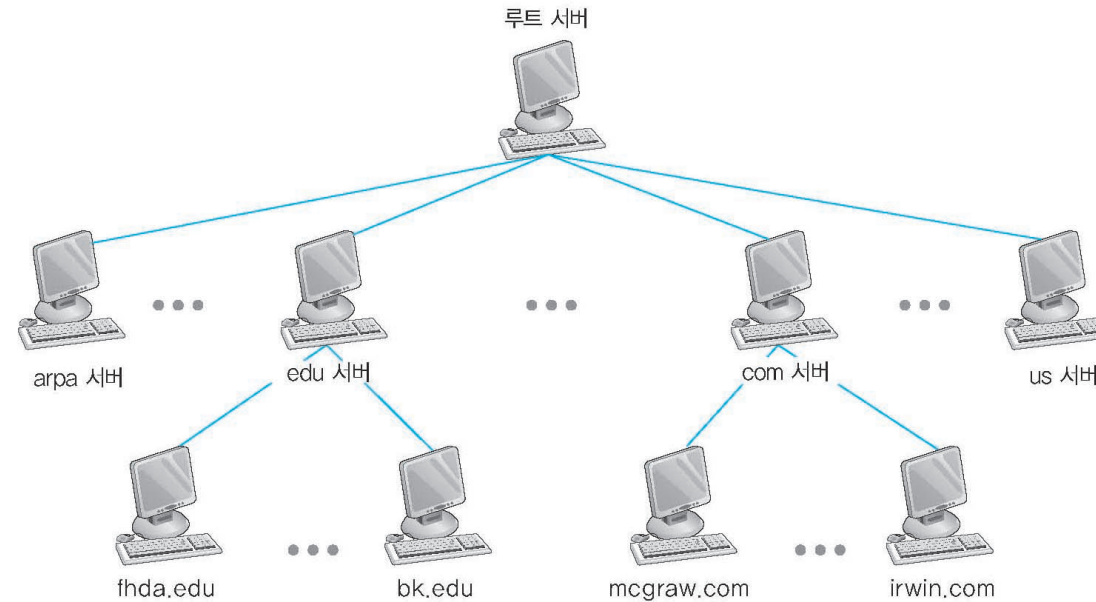 루트 서버
arpa 서버
edu 서버
com 서버
us 서버
fhda.edu
bk.edu
mcgraw.com
irwin.com